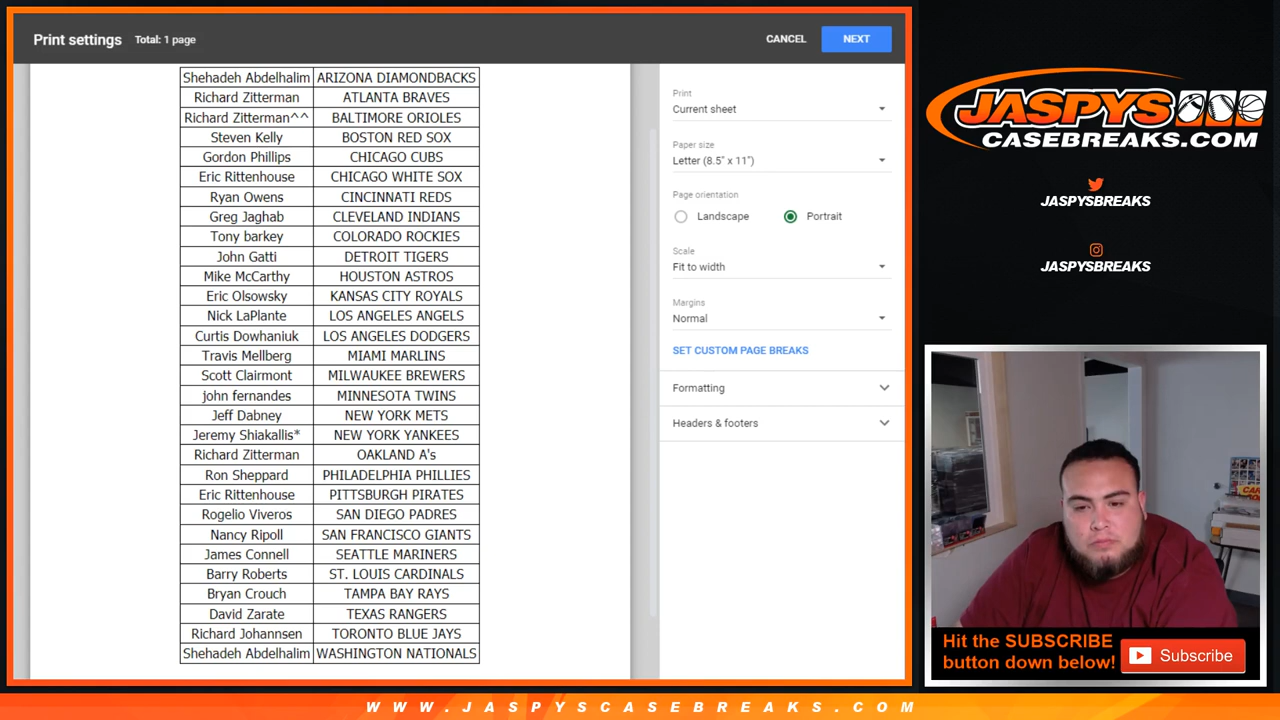 Print settings Total: 1 page CANCEL NEXT
Shehadeh Abdelhalim ARIZONA DIAMONDBACKS
Richard Zitterman ATLANTA BRAVES
Richard Zitterman^^ BALTIMORE ORIOLES
Steven Kelly BOSTON RED SOX
Gordon Phillips CHICAGO CUBS
Eric Rittenhouse CHICAGO WHITE SOX
Ryan Owens CINCINNATI REDS
Greg Jaghab CLEVELAND INDIANS
Tony barkey COLORADO ROCKIES
John Gatti DETROIT TIGERS
Mike McCarthy HOUSTON ASTROS
Eric Olsowsky KANSAS CITY ROYALS
Nick LaPlante LOS ANGELES ANGELS
Curtis Dowhaniuk LOS ANGELES DODGERS
Travis Mellberg MIAMI MARLINS
Scott Clairmont MILWAUKEE BREWERS
john fernandes MINNESOTA TWINS
Jeff Dabney NEW YORK METS
Jeremy Shiakallis* NEW YORK YANKEES
Richard Zitterman OAKLAND A's
Ron Sheppard PHILADELPHIA PHILLIES
Eric Rittenhouse PITTSBURGH PIRATES
Rogelio Viveros SAN DIEGO PADRES
Nancy Ripoll SAN FRANCISCO GIANTS
James Connell SEATTLE MARINERS
Barry Roberts ST. LOUIS CARDINALS
Bryan Crouch TAMPA BAY RAYS
David Zarate TEXAS RANGERS
Richard Johannsen TORONTO BLUE JAYS
Shehadeh Abdelhalim WASHINGTON NATIONALS
Print
Current sheet
Paper size
Letter (8.5" x 11")
Page orientation
Landscape Portrait
Scale
Fit to width
Margins
Normal
SET CUSTOM PAGE BREAKS
Formatting
Headers & footers
JASPYS
CASEBREAKS.COM
JASPYSBREAKS
JASPYSBREAKS
Hit the SUBSCRIBE
button down below!
Subscribe
WWW.JASPYSCASEBREAKS.COM